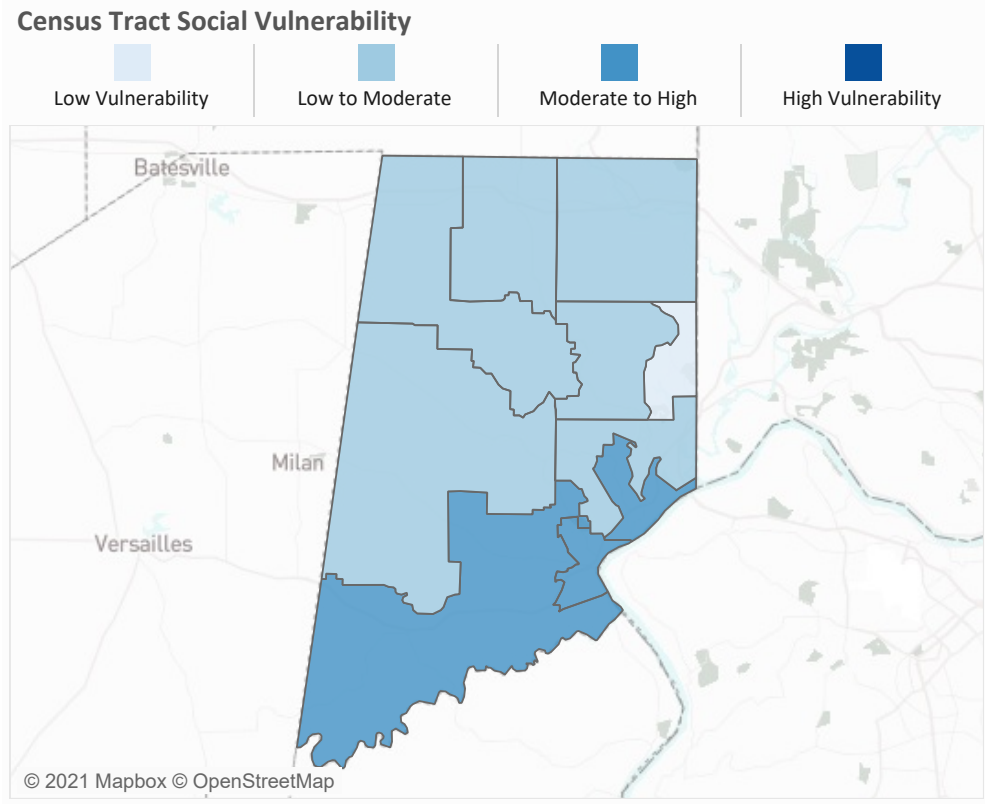 Census Tract Social Vulnerability
Low Vulnerability
Low to Moderate
Moderate to High
High Vulnerability
Batesville
Milan
Versailles
© 2021 Mapbox © OpenStreetMap